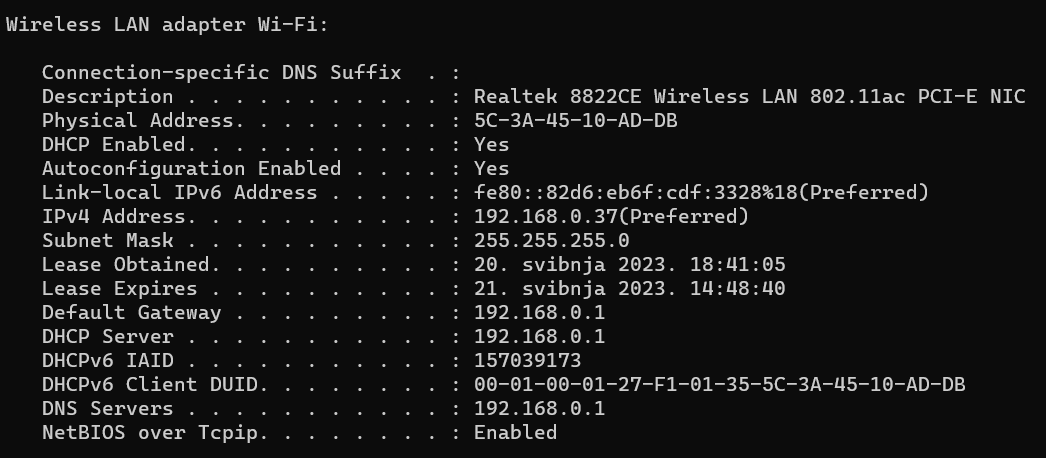 Wireless LAN adapter Wi-Fi:
Connection-specific DNS Suffix  . :
Description . . . . . . . . . . . : Realtek 8822CE Wireless LAN 802.11ac PCI-E NIC
Physical Address. . . . . . . . . : 5C-3A-45-10-AD-DB
DHCP Enabled. . . . . . . . . . . : Yes
Autoconfiguration Enabled . . . . : Yes
Link-local IPv6 Address . . . . . : fe80::82d6:eb6f:cdf:3328%18(Preferred)
IPv4 Address. . . . . . . . . . . : 192.168.0.37(Preferred)
Subnet Mask . . . . . . . . . . . : 255.255.255.0
Lease Obtained. . . . . . . . . . : 20. svibnja 2023. 18:41:05
Lease Expires . . . . . . . . . . : 21. svibnja 2023. 14:48:40
Default Gateway . . . . . . . . . : 192.168.0.1
DHCP Server . . . . . . . . . . . : 192.168.0.1
DHCPv6 IAID . . . . . . . . . . . : 157039173
DHCPv6 Client DUID. . . . . . . . : 00-01-00-01-27-F1-01-35-5C-3A-45-10-AD-DB
DNS Servers . . . . . . . . . . . : 192.168.0.1
NetBIOS over Tcpip. . . . . . . . : Enabled